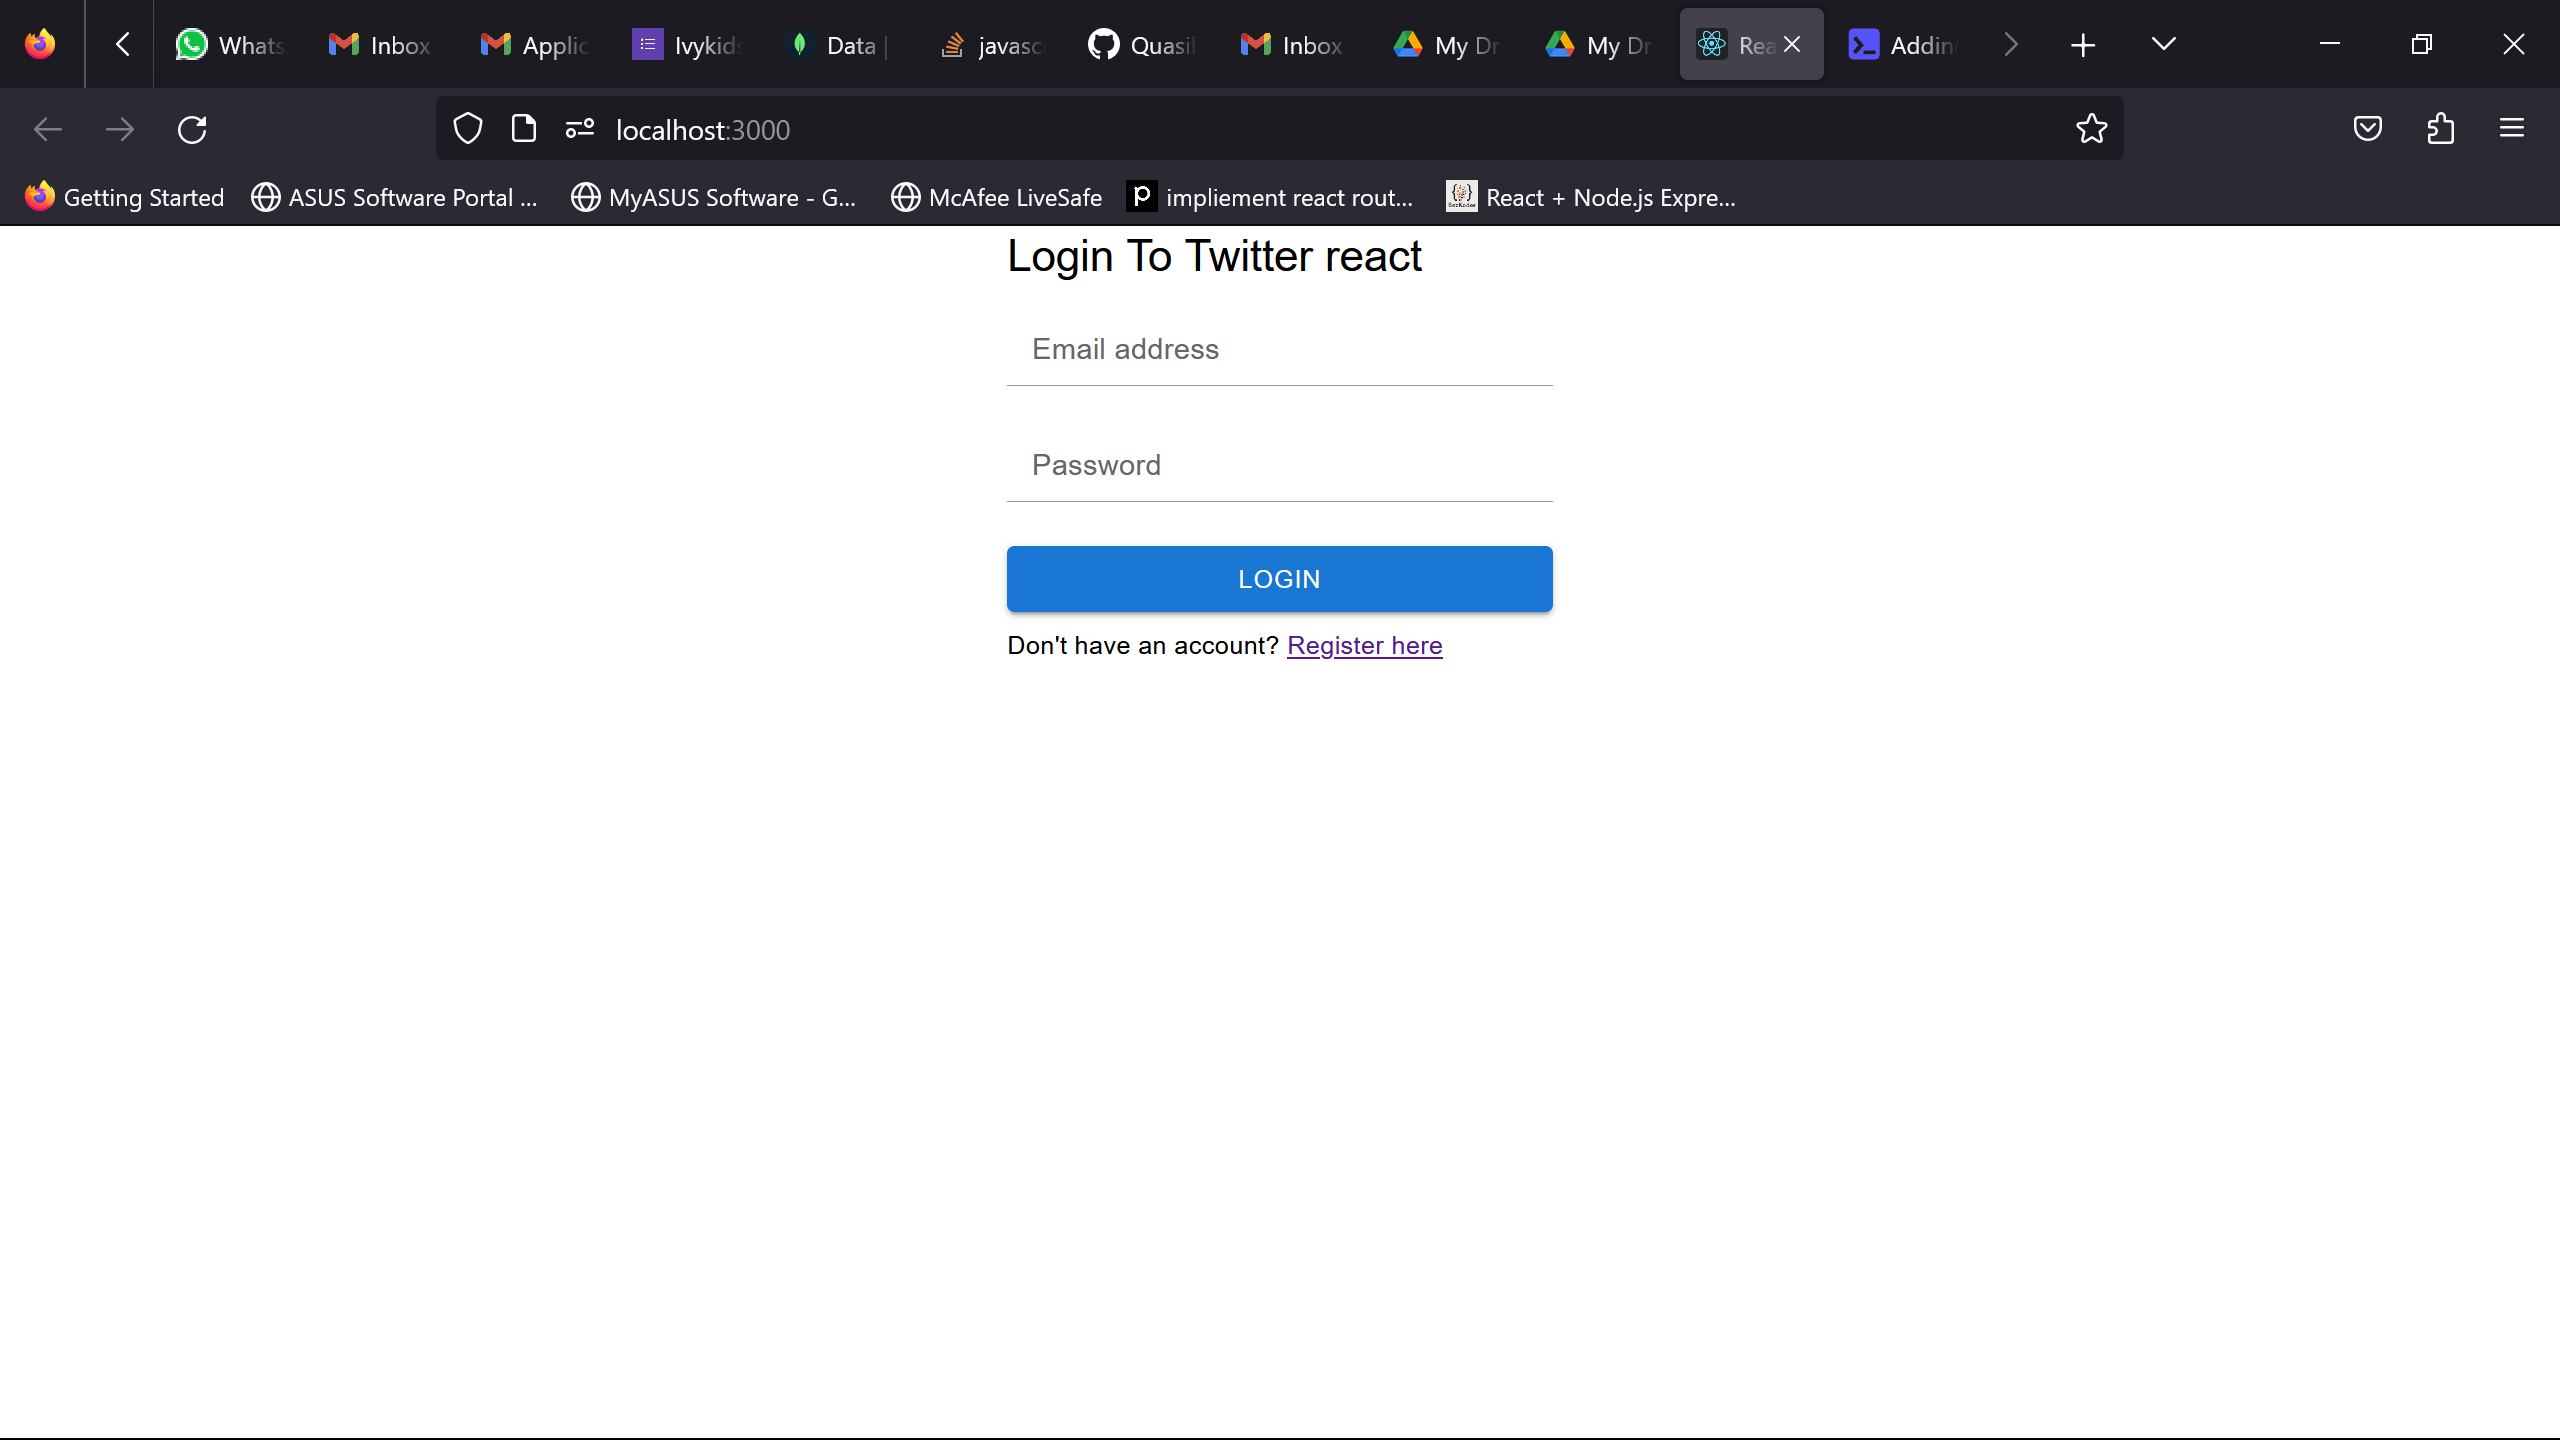 Whats Inbox Applic Ivykids Data | javasc Quasil Inbox My Dr My Dr Rea Addin
localhost:3000
Getting Started ASUS Software Portal ... MyASUS Software - G... McAfee LiveSafe impliement react rout... React + Node.js Expre...
Login To Twitter react
Email address
Password
LOGIN
Don't have an account? Register here